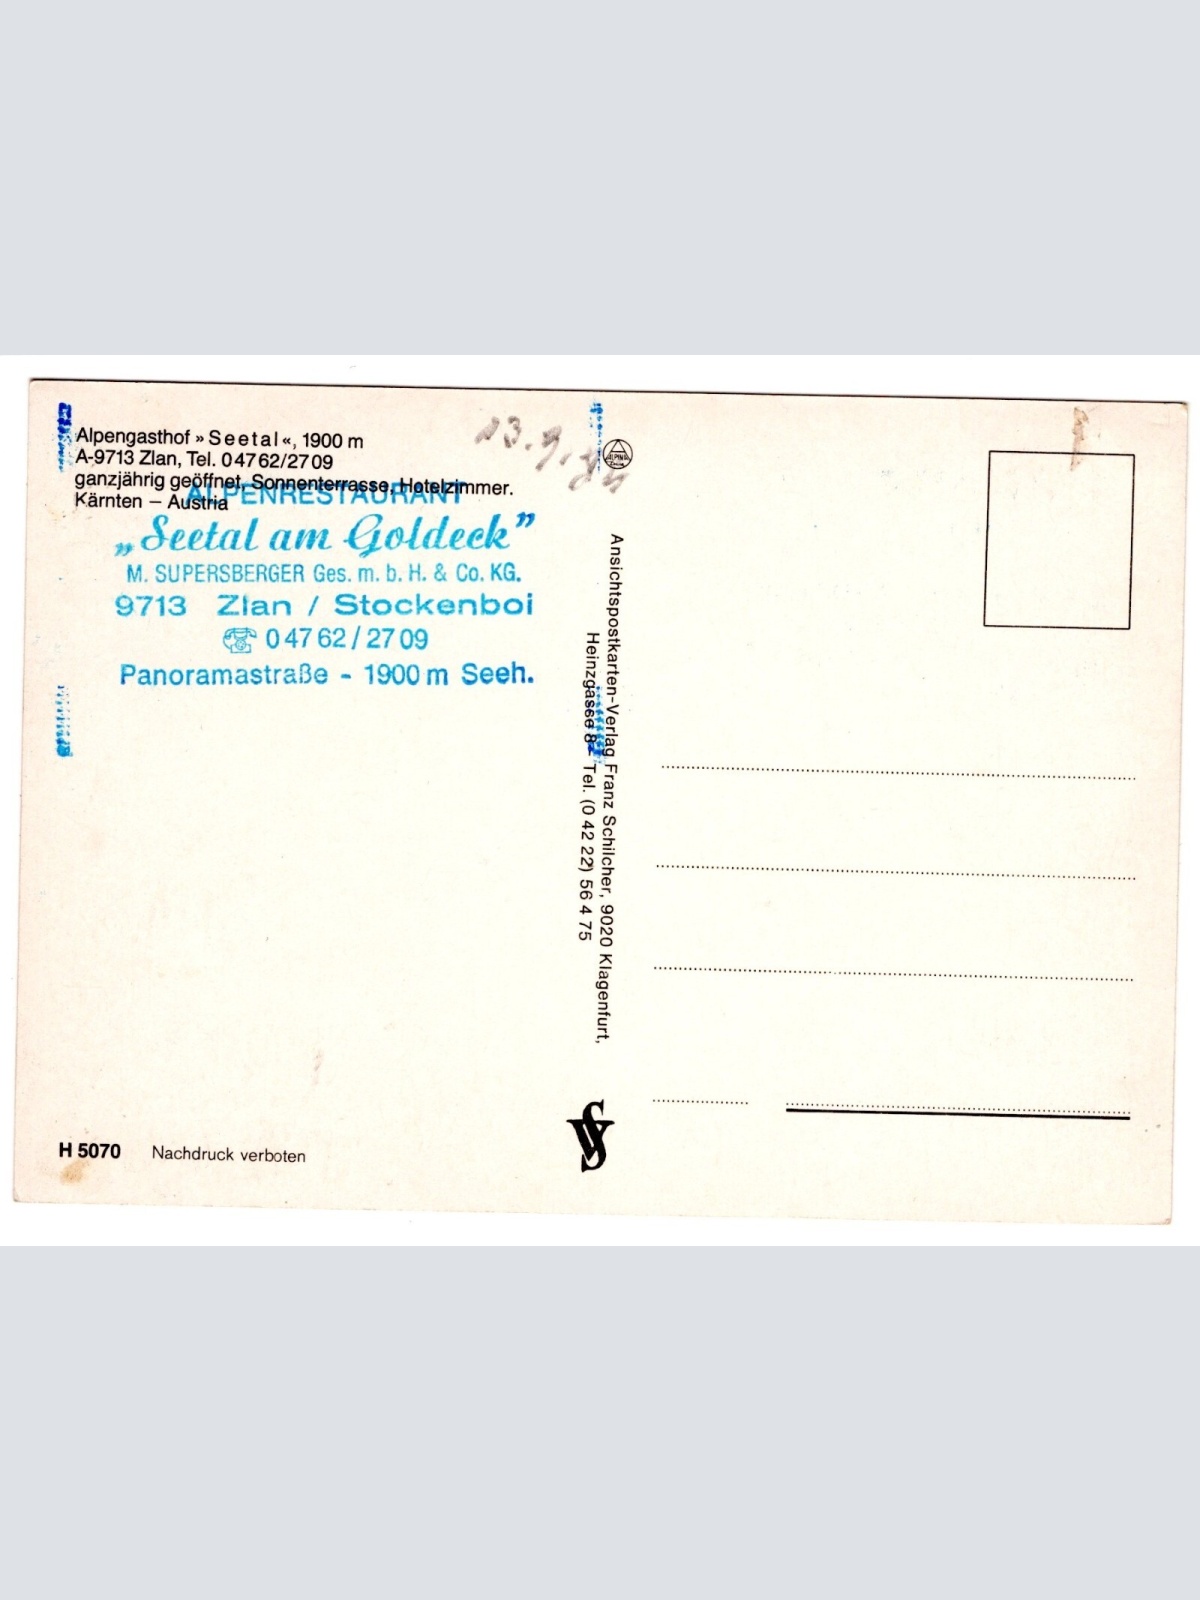 Alpengasthof »Seetal«, 1900 m
A-9713 Zlan, Tel. 04762/2709
ganzjährig geöffnet, Sonnenterrasse, Hotelzimmer.
Kärnten – Austria
ALPENRESTAURANT
„Seetal am Goldeck”
M. SUPERSBERGER Ges. m. b. H. & Co. KG.
9713 Zlan / Stockenboi
☏ 04762/2709
Panoramastraße - 1900 m Seeh.
ALPINA
Ansichtspostkarten-Verlag Franz Schilcher, 9020 Klagenfurt,
Heinzgasse 8 – Tel. (0 42 22) 56 4 75
H 5070 Nachdruck verboten